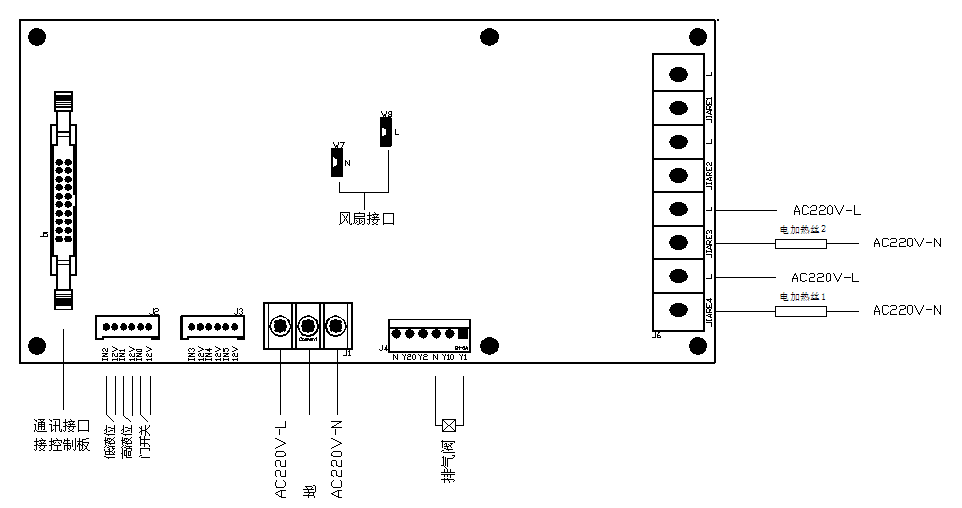 W8
L
W7
N
风扇接口
L
JIARE1
L
JIARE2
L
AC220V-L
JIARE3
电加热丝2
AC220V-N
L
AC220V-L
JIARE4
电加热丝1
AC220V-N
J6
J2
IN2
12V
IN1
12V
IN0
12V
J3
IN3
12V
IN4
12V
IN5
12V
J1
J4
N Y20 Y2 N Y10 Y1
通讯接口
接控制板
低液位
高液位
门开关
AC220V-L
地
AC220V-N
排气阀